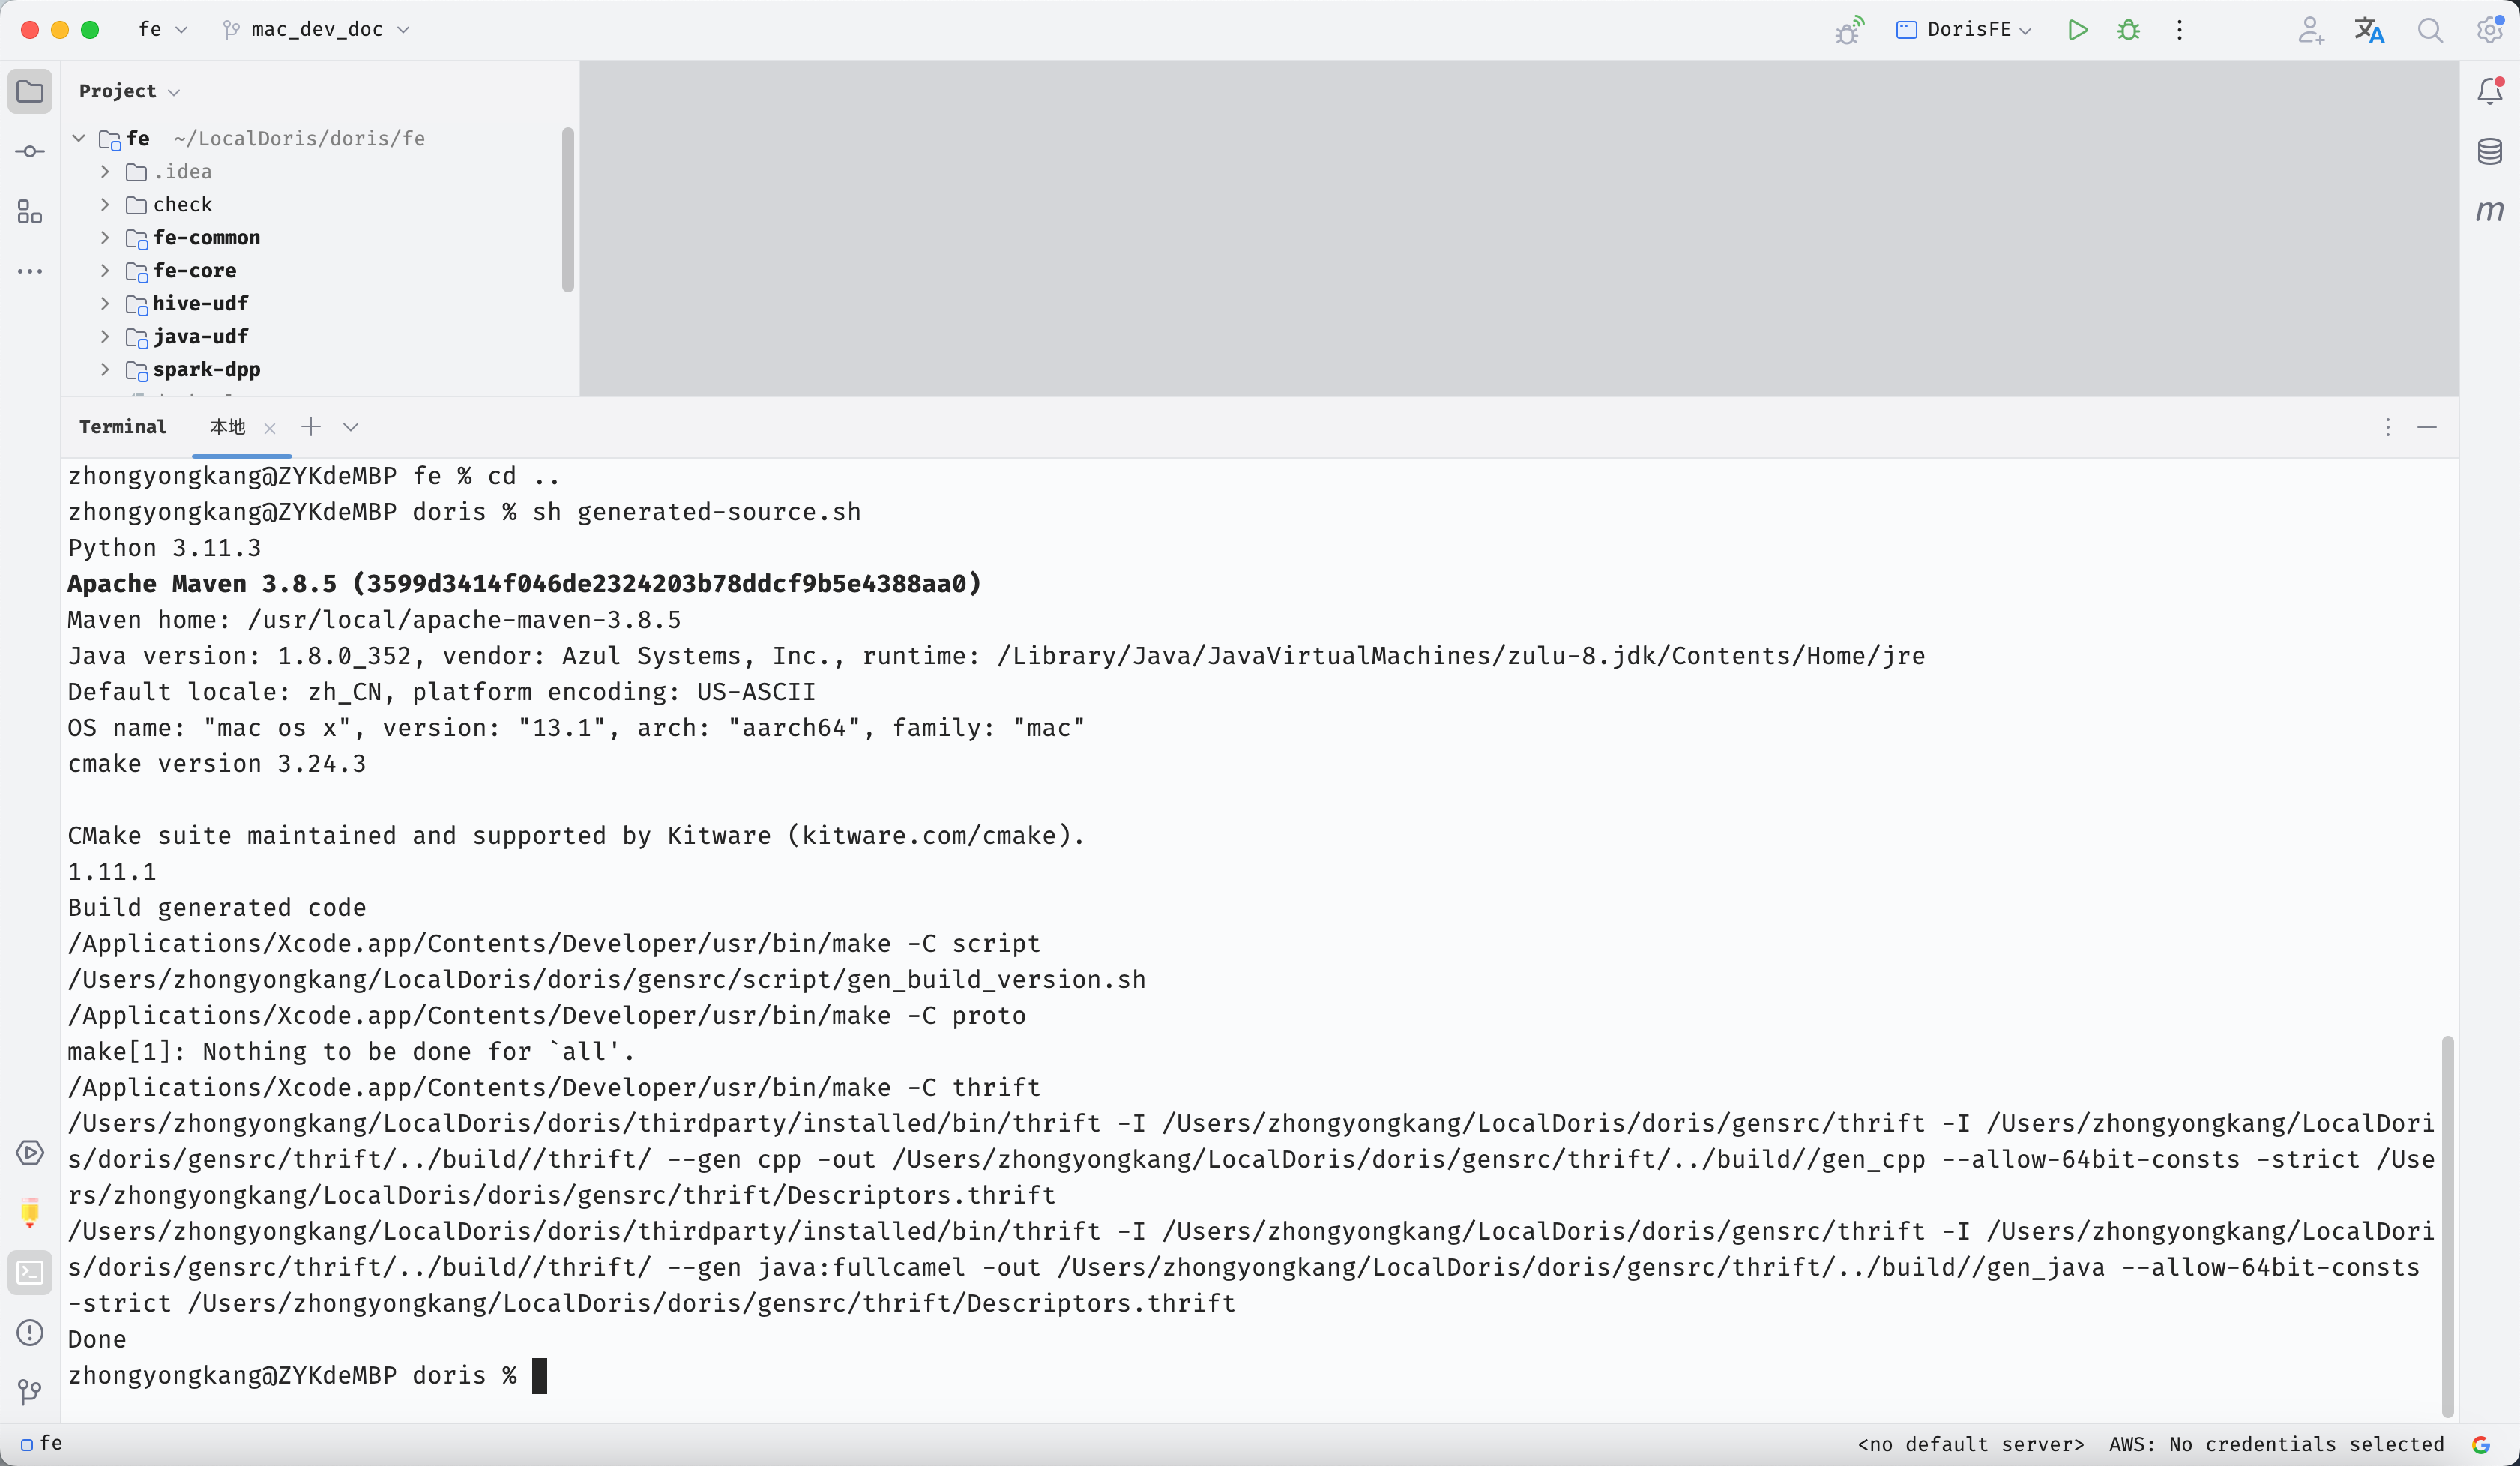 fe
mac_dev_doc
DorisFE
Project
fe ~/LocalDoris/doris/fe
.idea
check
fe-common
fe-core
hive-udf
java-udf
spark-dpp
Terminal 本地
zhongyongkang@ZYKdeMBP fe % cd ..
zhongyongkang@ZYKdeMBP doris % sh generated-source.sh
Python 3.11.3
Apache Maven 3.8.5 (3599d3414f046de2324203b78ddcf9b5e4388aa0)
Maven home: /usr/local/apache-maven-3.8.5
Java version: 1.8.0_352, vendor: Azul Systems, Inc., runtime: /Library/Java/JavaVirtualMachines/zulu-8.jdk/Contents/Home/jre
Default locale: zh_CN, platform encoding: US-ASCII
OS name: "mac os x", version: "13.1", arch: "aarch64", family: "mac"
cmake version 3.24.3
CMake suite maintained and supported by Kitware (kitware.com/cmake).
1.11.1
Build generated code
/Applications/Xcode.app/Contents/Developer/usr/bin/make -C script
/Users/zhongyongkang/LocalDoris/doris/gensrc/script/gen_build_version.sh
/Applications/Xcode.app/Contents/Developer/usr/bin/make -C proto
make[1]: Nothing to be done for `all'.
/Applications/Xcode.app/Contents/Developer/usr/bin/make -C thrift
/Users/zhongyongkang/LocalDoris/doris/thirdparty/installed/bin/thrift -I /Users/zhongyongkang/LocalDoris/doris/gensrc/thrift -I /Users/zhongyongkang/LocalDori
s/doris/gensrc/thrift/../build//thrift/ --gen cpp -out /Users/zhongyongkang/LocalDoris/doris/gensrc/thrift/../build//gen_cpp --allow-64bit-consts -strict /Use
rs/zhongyongkang/LocalDoris/doris/gensrc/thrift/Descriptors.thrift
/Users/zhongyongkang/LocalDoris/doris/thirdparty/installed/bin/thrift -I /Users/zhongyongkang/LocalDoris/doris/gensrc/thrift -I /Users/zhongyongkang/LocalDori
s/doris/gensrc/thrift/../build//thrift/ --gen java:fullcamel -out /Users/zhongyongkang/LocalDoris/doris/gensrc/thrift/../build//gen_java --allow-64bit-consts
-strict /Users/zhongyongkang/LocalDoris/doris/gensrc/thrift/Descriptors.thrift
Done
zhongyongkang@ZYKdeMBP doris %
fe
<no default server> AWS: No credentials selected